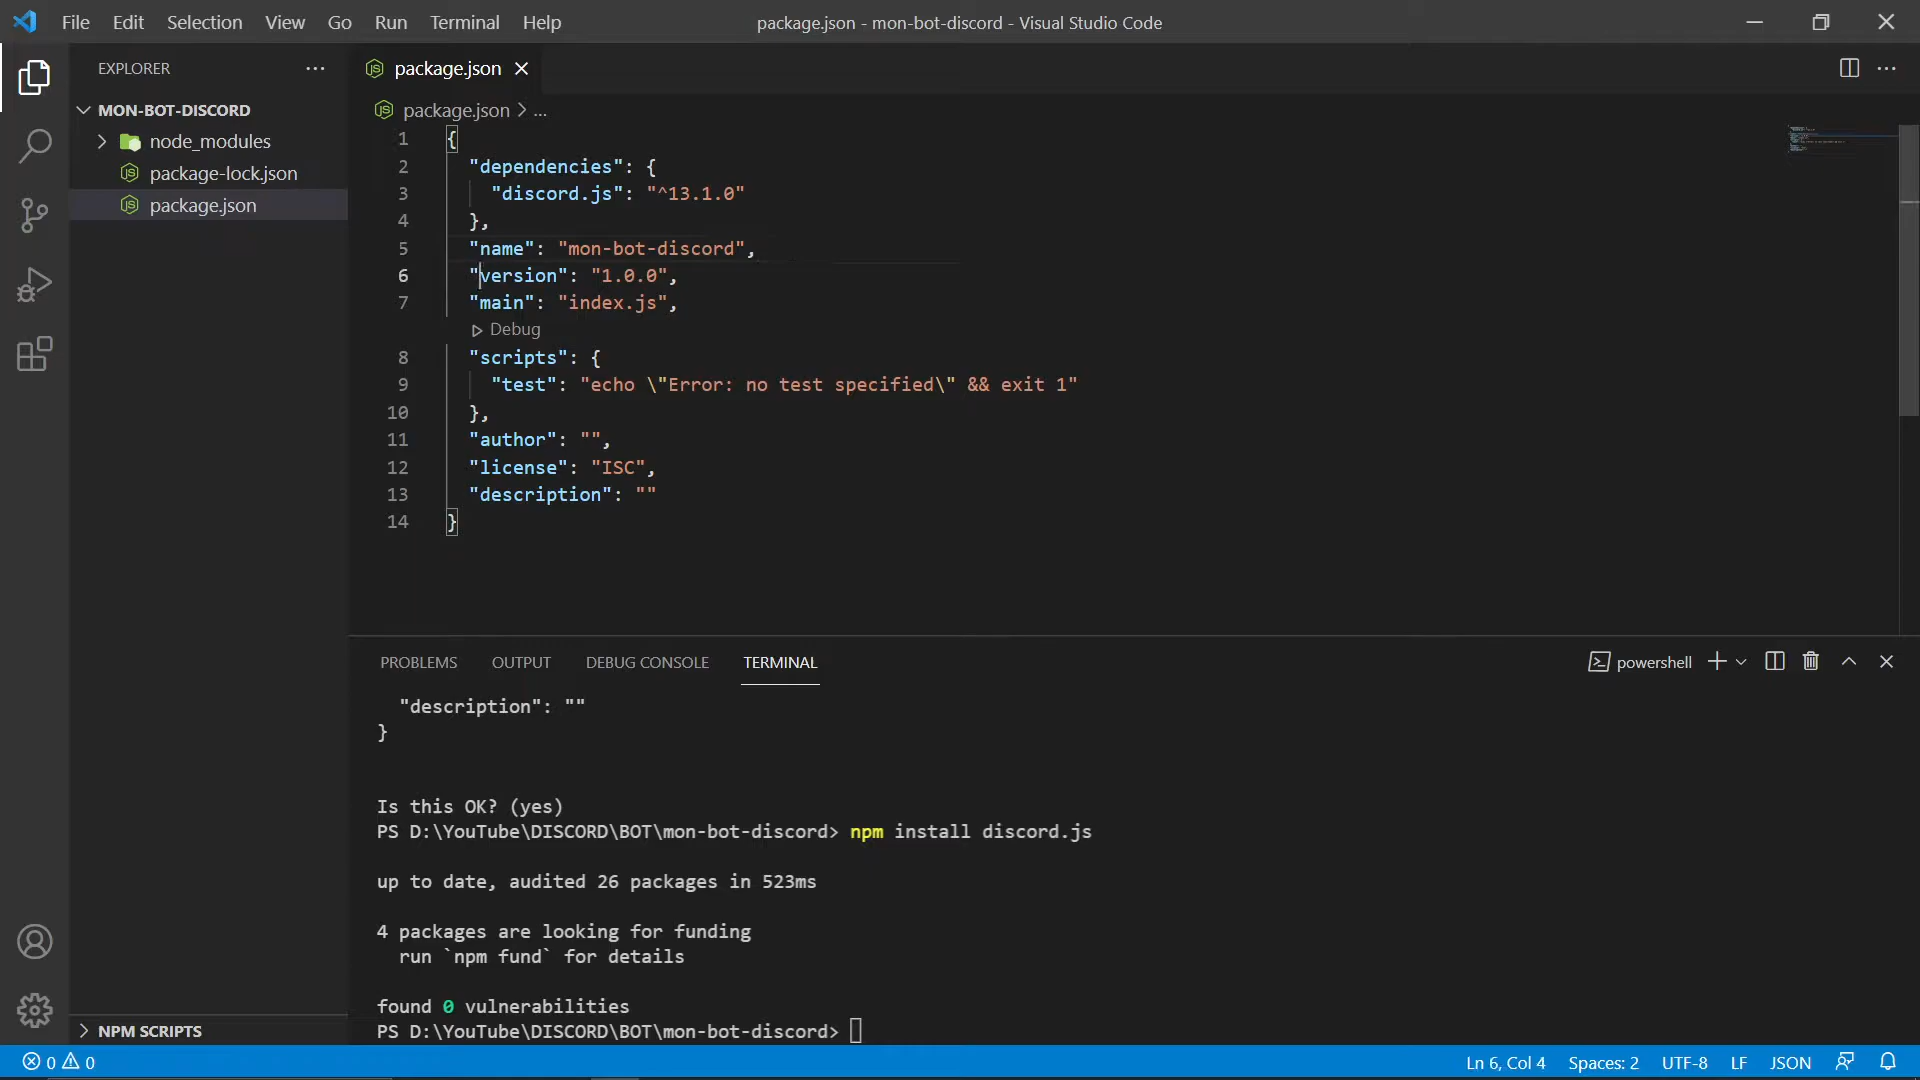 File Edit Selection View Go Run Terminal Help
package.json - mon-bot-discord - Visual Studio Code
EXPLORER
MON-BOT-DISCORD
node_modules
package-lock.json
package.json
NPM SCRIPTS
package.json
package.json > ...
1 {
2 "dependencies": {
3 "discord.js": "^13.1.0"
4 },
5 "name": "mon-bot-discord",
6 "version": "1.0.0",
7 "main": "index.js",
Debug
8 "scripts": {
9 "test": "echo \"Error: no test specified\" && exit 1"
10 },
11 "author": "",
12 "license": "ISC",
13 "description": ""
14 }
PROBLEMS OUTPUT DEBUG CONSOLE TERMINAL
powershell
"description": ""
}
Is this OK? (yes)
PS D:\YouTube\DISCORD\BOT\mon-bot-discord> npm install discord.js
up to date, audited 26 packages in 523ms
4 packages are looking for funding
run `npm fund` for details
found 0 vulnerabilities
PS D:\YouTube\DISCORD\BOT\mon-bot-discord>
0 0
Ln 6, Col 4 Spaces: 2 UTF-8 LF JSON